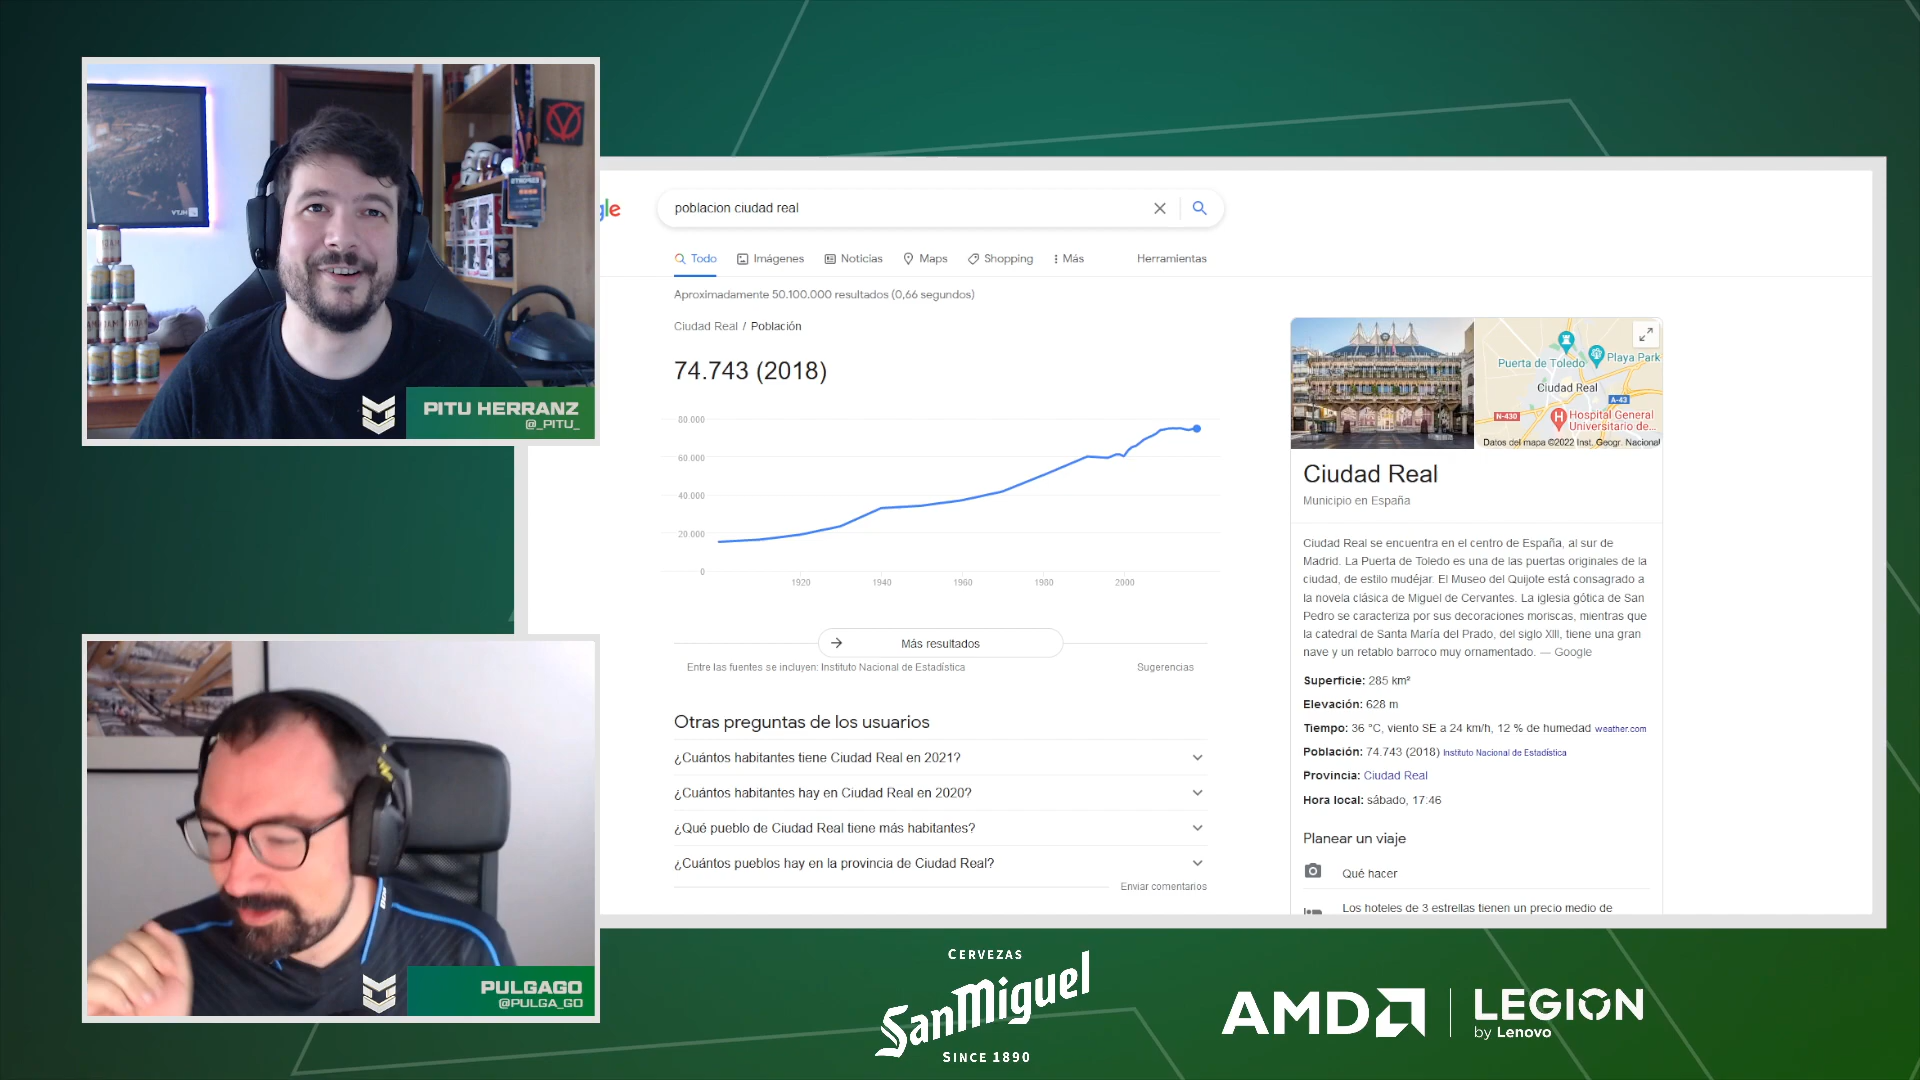 PITU HERRANZ
@_PITU_
PULGAGO
@PULGA_GO
gle
poblacion ciudad real
Todo
Imágenes
Noticias
Maps
Shopping
Más
Herramientas
Aproximadamente 50.100.000 resultados (0,66 segundos)
Ciudad Real / Población
74.743 (2018)
80.000
60.000
40.000
20.000
0
1920
1940
1960
1980
2000
Más resultados
Entre las fuentes se incluyen: Instituto Nacional de Estadística
Sugerencias
Otras preguntas de los usuarios
¿Cuántos habitantes tiene Ciudad Real en 2021?
¿Cuántos habitantes hay en Ciudad Real en 2020?
¿Qué pueblo de Ciudad Real tiene más habitantes?
¿Cuántos pueblos hay en la provincia de Ciudad Real?
Enviar comentarios
Puerta de Toledo
Playa Park
Ciudad Real
A-43
N-430
Hospital General
Universitario de...
Datos del mapa ©2022 Inst. Geogr. Nacional
Ciudad Real
Municipio en España
Ciudad Real se encuentra en el centro de España, al sur de
Madrid. La Puerta de Toledo es una de las puertas originales de la
ciudad, de estilo mudéjar. El Museo del Quijote está consagrado a
la novela clásica de Miguel de Cervantes. La iglesia gótica de San
Pedro se caracteriza por sus decoraciones moriscas, mientras que
la catedral de Santa María del Prado, del siglo XIII, tiene una gran
nave y un retablo barroco muy ornamentado. — Google
Superficie: 285 km²
Elevación: 628 m
Tiempo: 36 °C, viento SE a 24 km/h, 12 % de humedad weather.com
Población: 74.743 (2018) Instituto Nacional de Estadística
Provincia: Ciudad Real
Hora local: sábado, 17:46
Planear un viaje
Qué hacer
Los hoteles de 3 estrellas tienen un precio medio de
CERVEZAS
SanMiguel
SINCE 1890
AMD
LEGION
by Lenovo